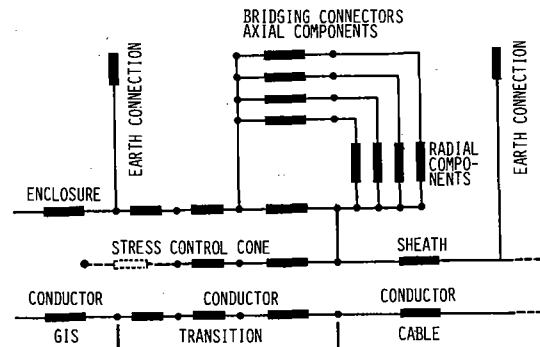 BRIDGING CONNECTORS
AXIAL COMPONENTS
EARTH CONNECTION
EARTH CONNECTION
RADIAL
COMPO-
NENTS
ENCLOSURE
STRESS CONTROL CONE
SHEATH
CONDUCTOR
CONDUCTOR
CONDUCTOR
GIS
TRANSITION
CABLE